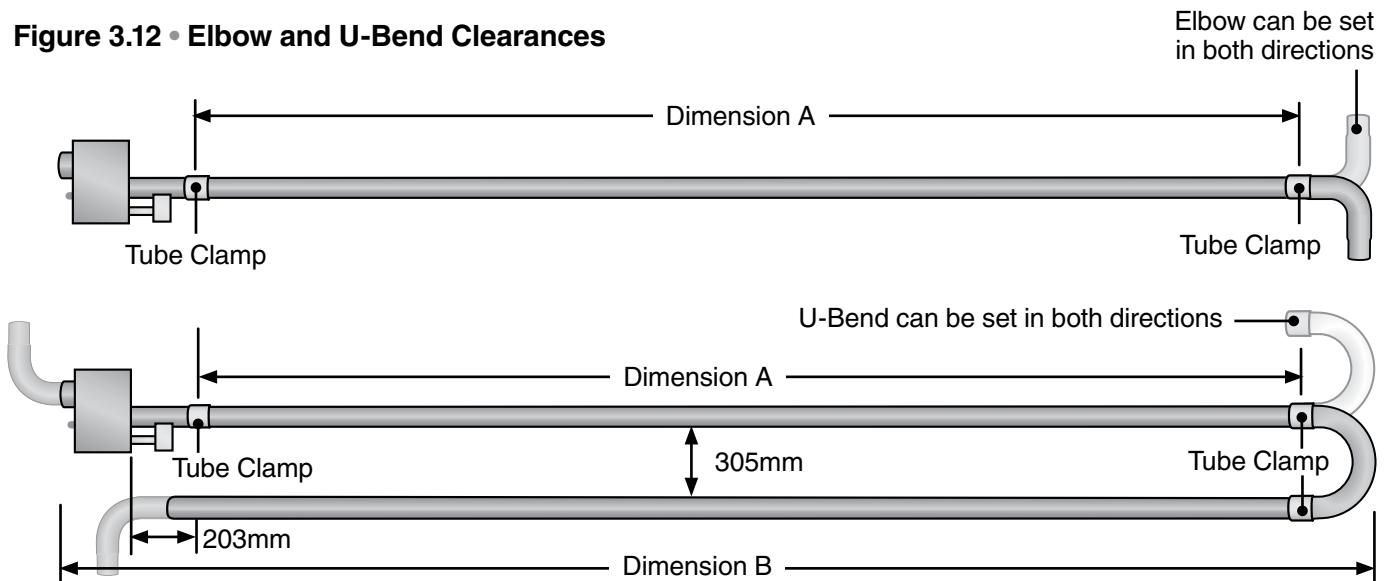 Figure 3.12 • Elbow and U-Bend Clearances
Elbow can be set
in both directions
Dimension A
Tube Clamp
Tube Clamp
U-Bend can be set in both directions
Dimension A
Tube Clamp
305mm
Tube Clamp
203mm
Dimension B